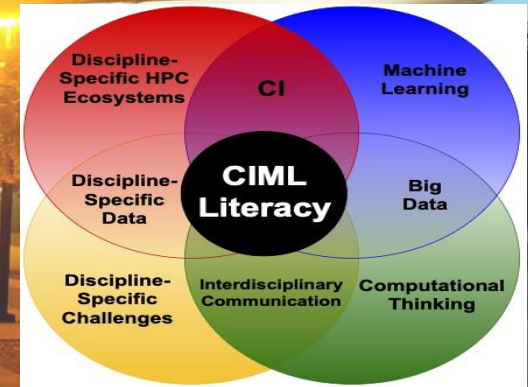 Discipline-
Specific HPC
Ecosystems
CI
Machine
Learning
Discipline-
Specific
Data
CIML
Literacy
Big
Data
Discipline-
Specific
Challenges
Interdisciplinary
Communication
Computational
Thinking